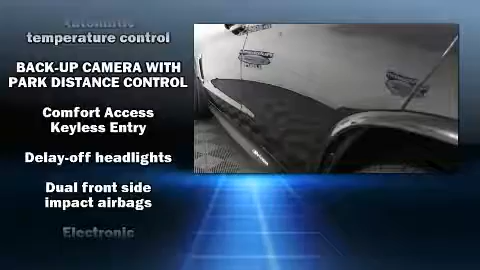 Automatic
temperature control
BACK-UP CAMERA WITH
PARK DISTANCE CONTROL
Comfort Access
Keyless Entry
Delay-off headlights
Dual front side
impact airbags
Electronic